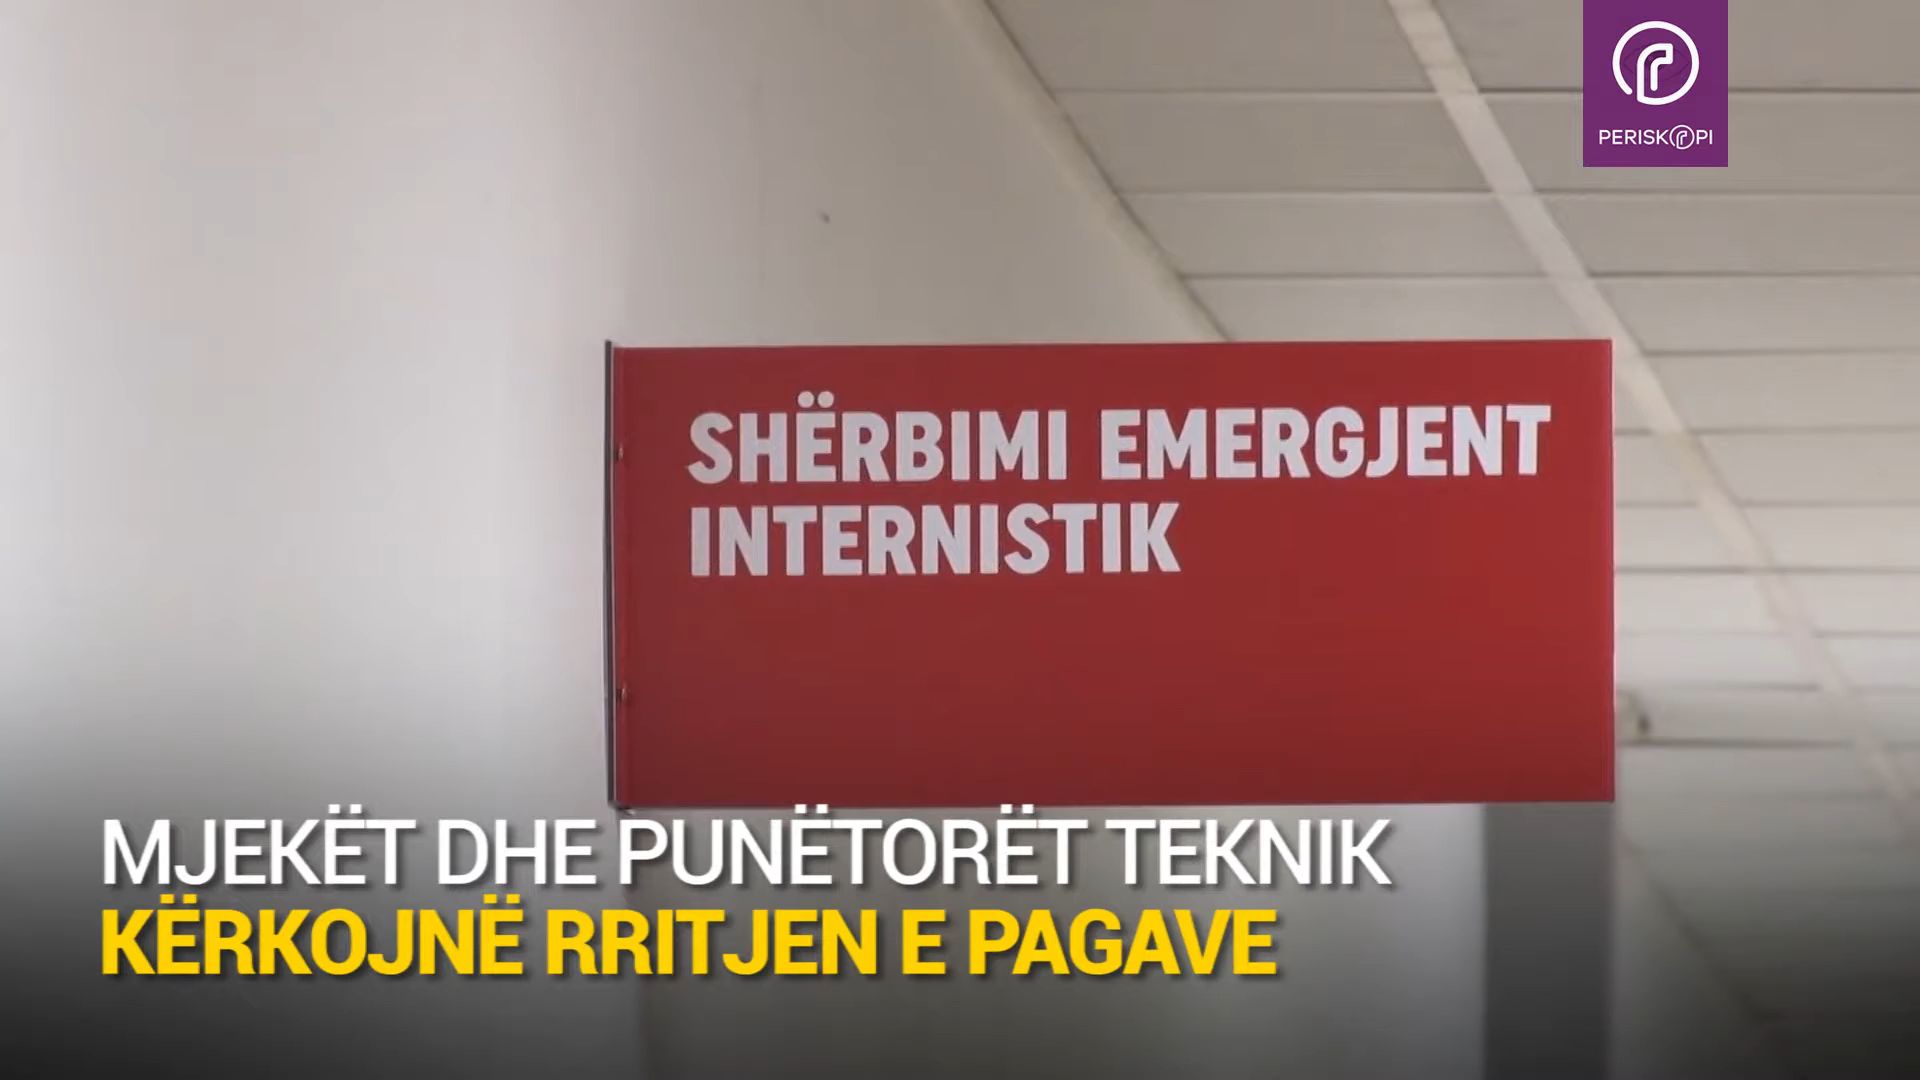 PERISKOPI
SHËRBIMI EMERGJENT
INTERNISTIK
MJEKËT DHE PUNËTORËT TEKNIK
KËRKOJNË RRITJEN E PAGAVE